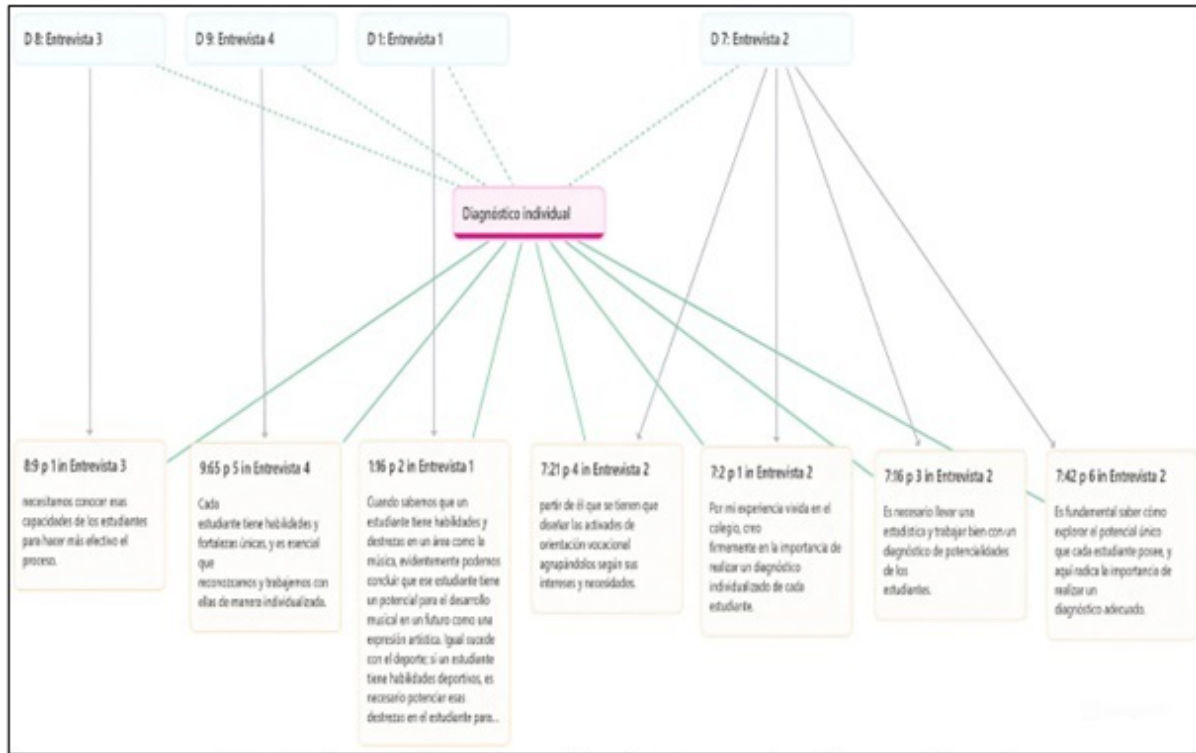 D 8: Entrevista 3
D 9: Entrevista 4
D 1: Entrevista 1
D 7: Entrevista 2
Diagnóstico individual
8:9 p 1 in Entrevista 3
necesitamos conocer esas
capacidades de los estudiantes
para hacer más efectivo el
proceso.
9:65 p 5 in Entrevista 4
Cada
estudiante tiene habilidades y
fortalezas únicas, y es esencial
que
reconozcamos y trabajemos con
ellas de manera individualizada.
1:16 p 2 in Entrevista 1
Cuando sabemos que un
estudiante tiene habilidades y
destrezas en un área como la
música, evidentemente podemos
concluir que ese estudiante tiene
un potencial para el desarrollo
musical en un futuro como una
expresión artística. Igual sucede
con el deporte; si un estudiante
tiene habilidades deportivos, es
necesario potenciar esas
destrezas en el estudiante para...
7:21 p 4 in Entrevista 2
partir de él que se tienen que
diseñar las activades de
orientación vocacional
agrupándolos según sus
intereses y necesidades.
7:2 p 1 in Entrevista 2
Por mi experiencia vivida en el
colegio, creo
firmemente en la importancia de
realizar un diagnóstico
individualizado de cada
estudiante.
7:16 p 3 in Entrevista 2
Es necesario llevar una
estadística y trabajar bien con un
diagnóstico de potencialidades
de los
estudiantes.
7:42 p 6 in Entrevista 2
Es fundamental saber cómo
explorar el potencial único
que cada estudiante posee, y
aquí radica la importancia de
realizar un
diagnóstico adecuado.